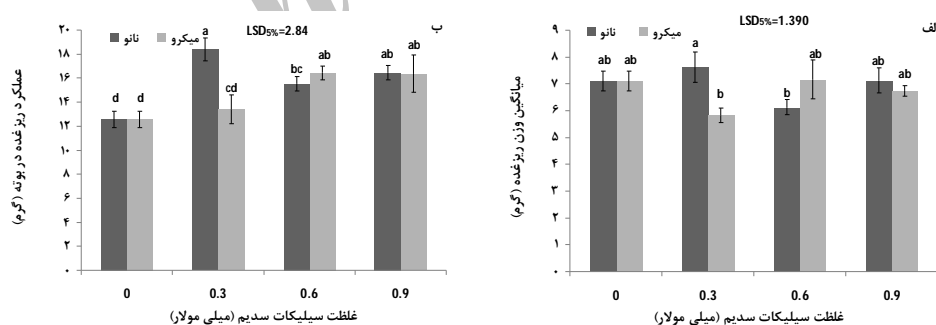 الف
LSD5%=1.390
نانو میکرو
میانگین وزن ریزغده (گرم)
۹
۸
۷
۶
۵
۴
۳
۲
۱
۰
ab ab a b b ab ab ab
0 0.3 0.6 0.9
غلظت سیلیکات سدیم (میلی مولار)
ب
LSD5%=2.84
نانو میکرو
عملکرد ریزغده در بوته (گرم)
۲۰
۱۸
۱۶
۱۴
۱۲
۱۰
۸
۶
۴
۲
۰
d d a cd bc ab ab ab
0 0.3 0.6 0.9
غلظت سیلیکات سدیم (میلی مولار)